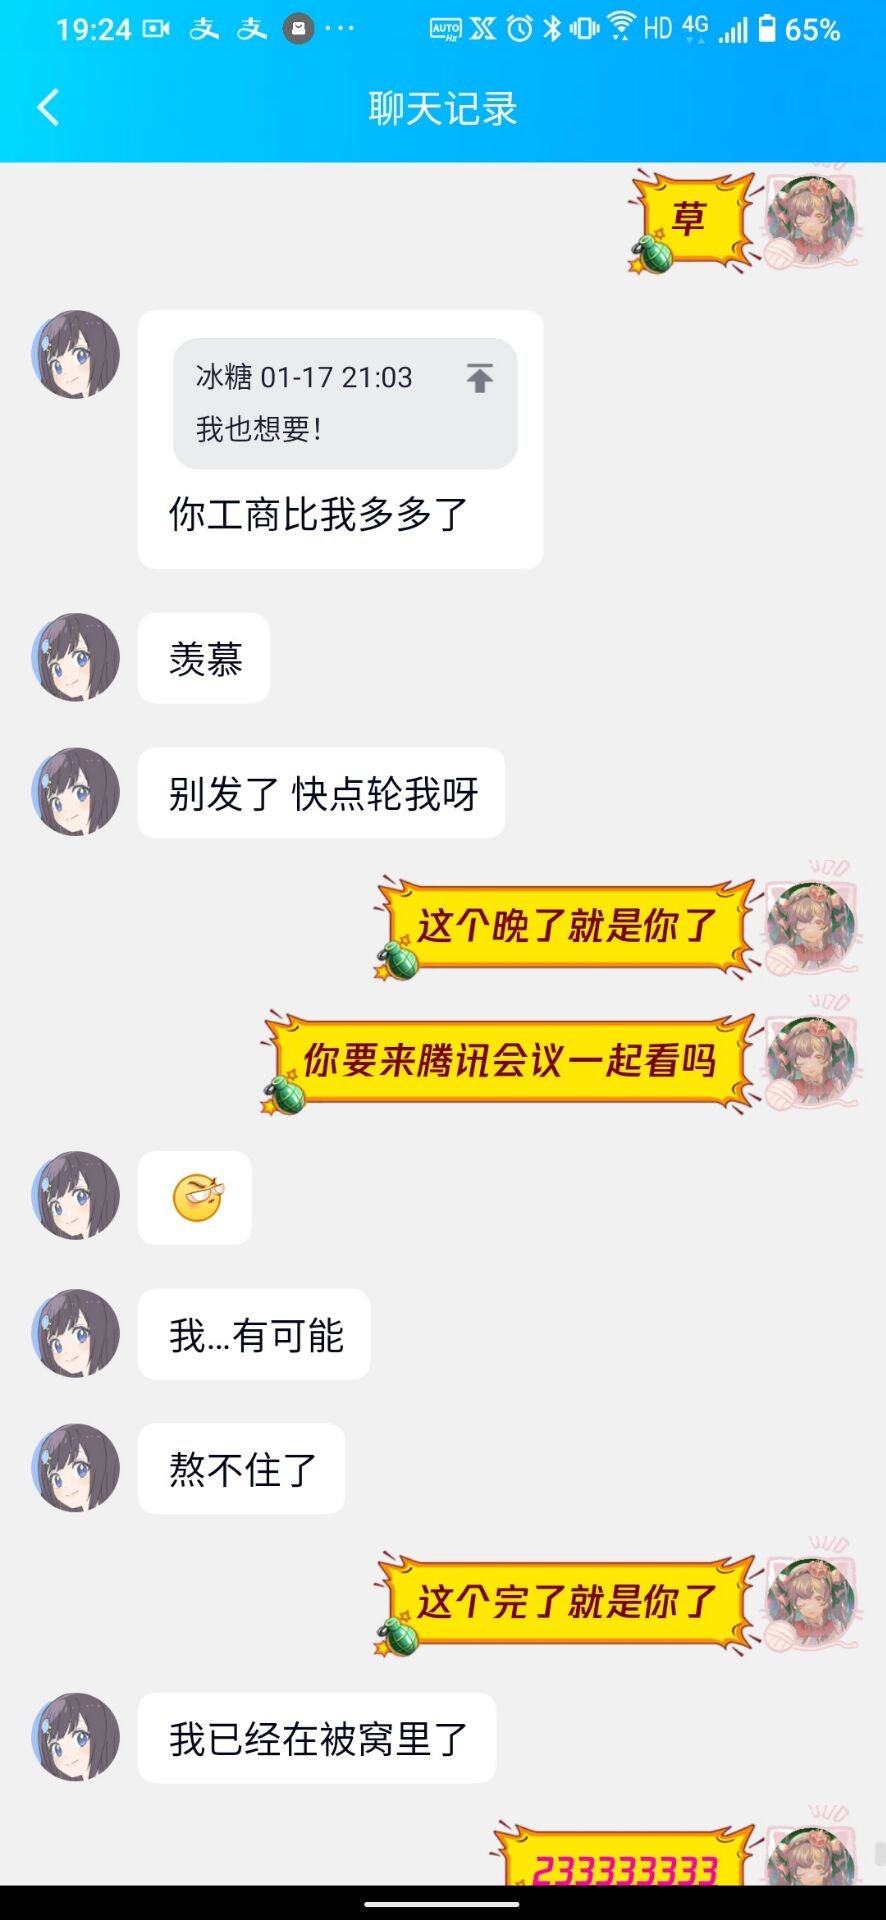 19:24 支 支 ··· AUTO Hz HD 4G 65%
聊天记录
草
冰糖 01-17 21:03
我也想要！
你工商比我多多了
羡慕
别发了 快点轮我呀
这个晚了就是你了
你要来腾讯会议一起看吗
我...有可能
熬不住了
这个完了就是你了
我已经在被窝里了
233333333